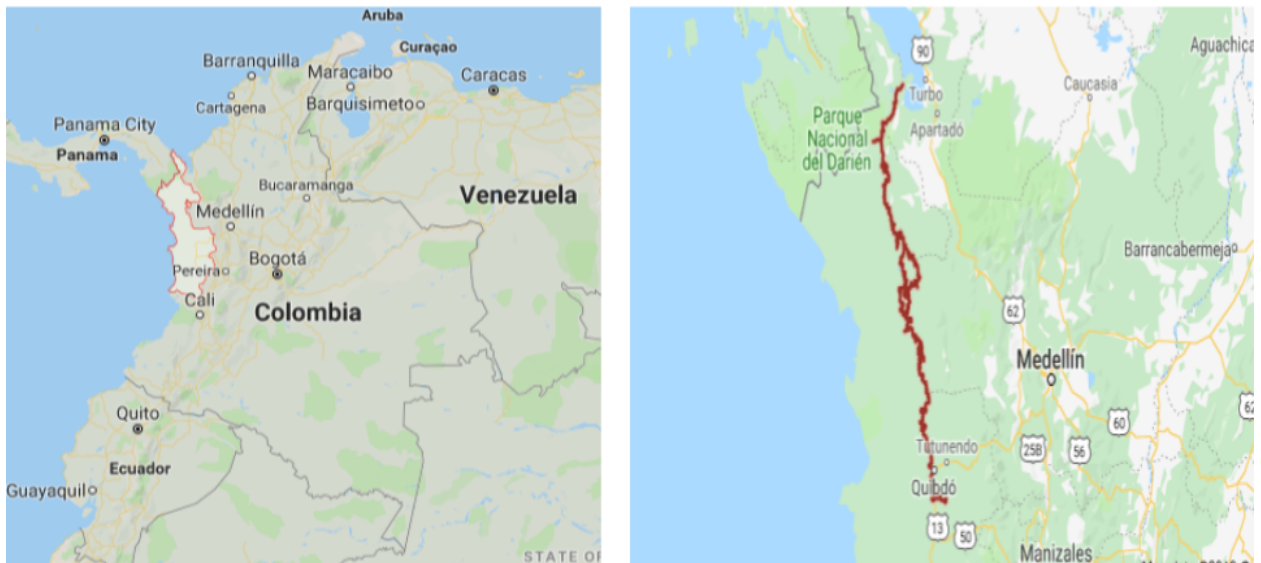 Aruba
Curaçao
Barranquilla
Maracaibo
Caracas
Cartagena
Barquisimeto
Panama City
Panama
Bucaramanga
Venezuela
Medellín
Bogotá
Pereira
Cali
Colombia
Quito
Ecuador
Guayaquil
STATE OF
90
Aguachica
Turbo
Caucasia
Parque
Nacional
del Darién
Apartadó
Barrancabermeja
62
Medellín
62
60
25B
56
Tutunendo
Quibdó
13
50
Manizales